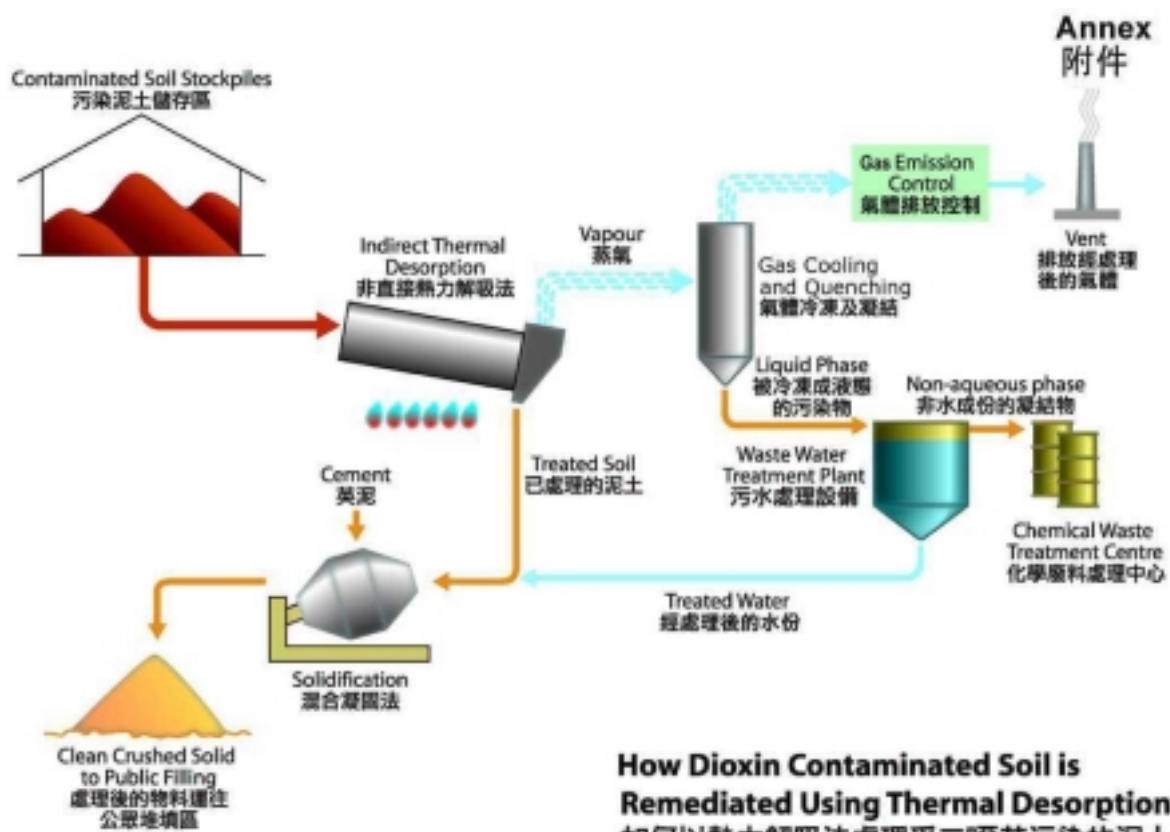 Annex
附件
Contaminated Soil Stockpiles
污染泥土儲存區
Gas Emission
Control
氣體排放控制
Vent
排放經處理
後的氣體
Vapour
蒸氣
Indirect Thermal
Desorption
非直接熱力解吸法
Gas Cooling
and Quenching
氣體冷凍及凝結
Liquid Phase
被冷凍成液態
的污染物
Non-aqueous phase
非水成份的凝結物
Waste Water
Treatment Plant
污水處理設備
Chemical Waste
Treatment Centre
化學廢料處理中心
Treated Soil
已處理的泥土
Cement
英泥
Treated Water
經處理後的水份
Solidification
混合凝固法
Clean Crushed Solid
to Public Filling
處理後的物料運往
公眾堆填區
How Dioxin Contaminated Soil is
Remediated Using Thermal Desorption